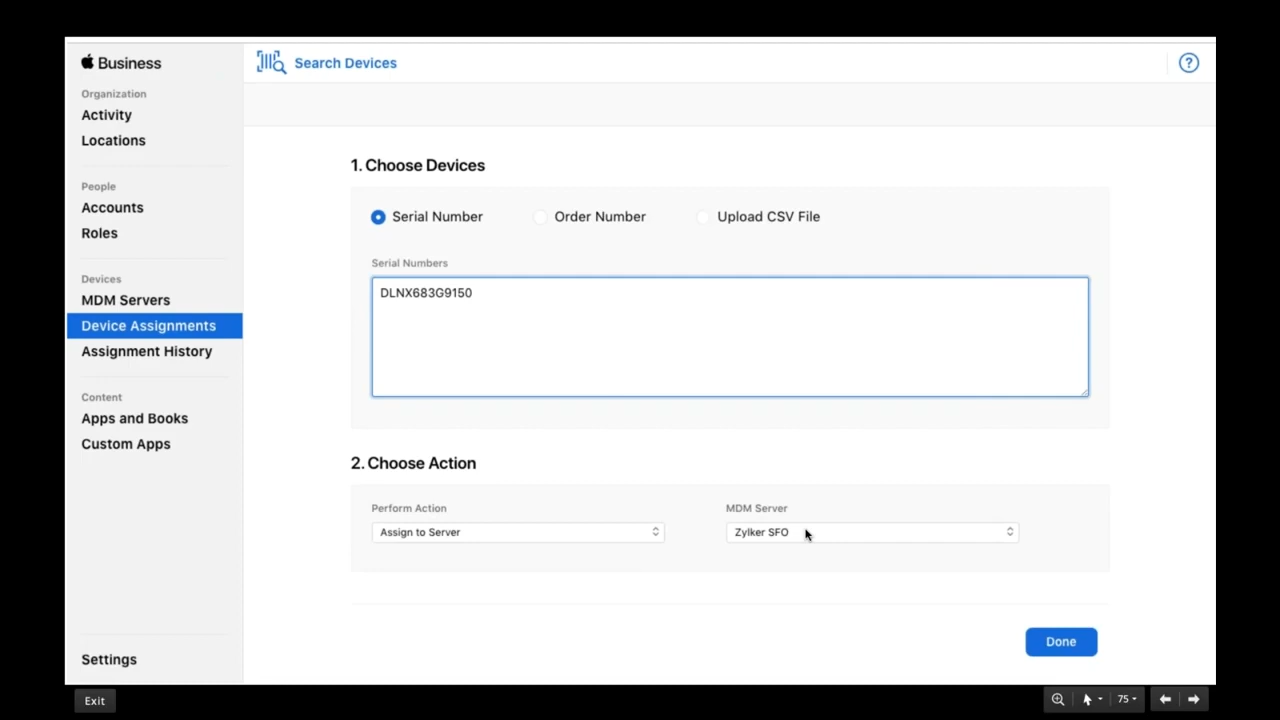 Business
Search Devices
?
Organization
Activity
Locations
People
Accounts
Roles
Devices
MDM Servers
Device Assignments
Assignment History
Content
Apps and Books
Custom Apps
Settings
1. Choose Devices
Serial Number
Order Number
Upload CSV File
Serial Numbers
DLNX683G9150
2. Choose Action
Perform Action
MDM Server
Assign to Server
Zylker SFO
Done
Exit
75